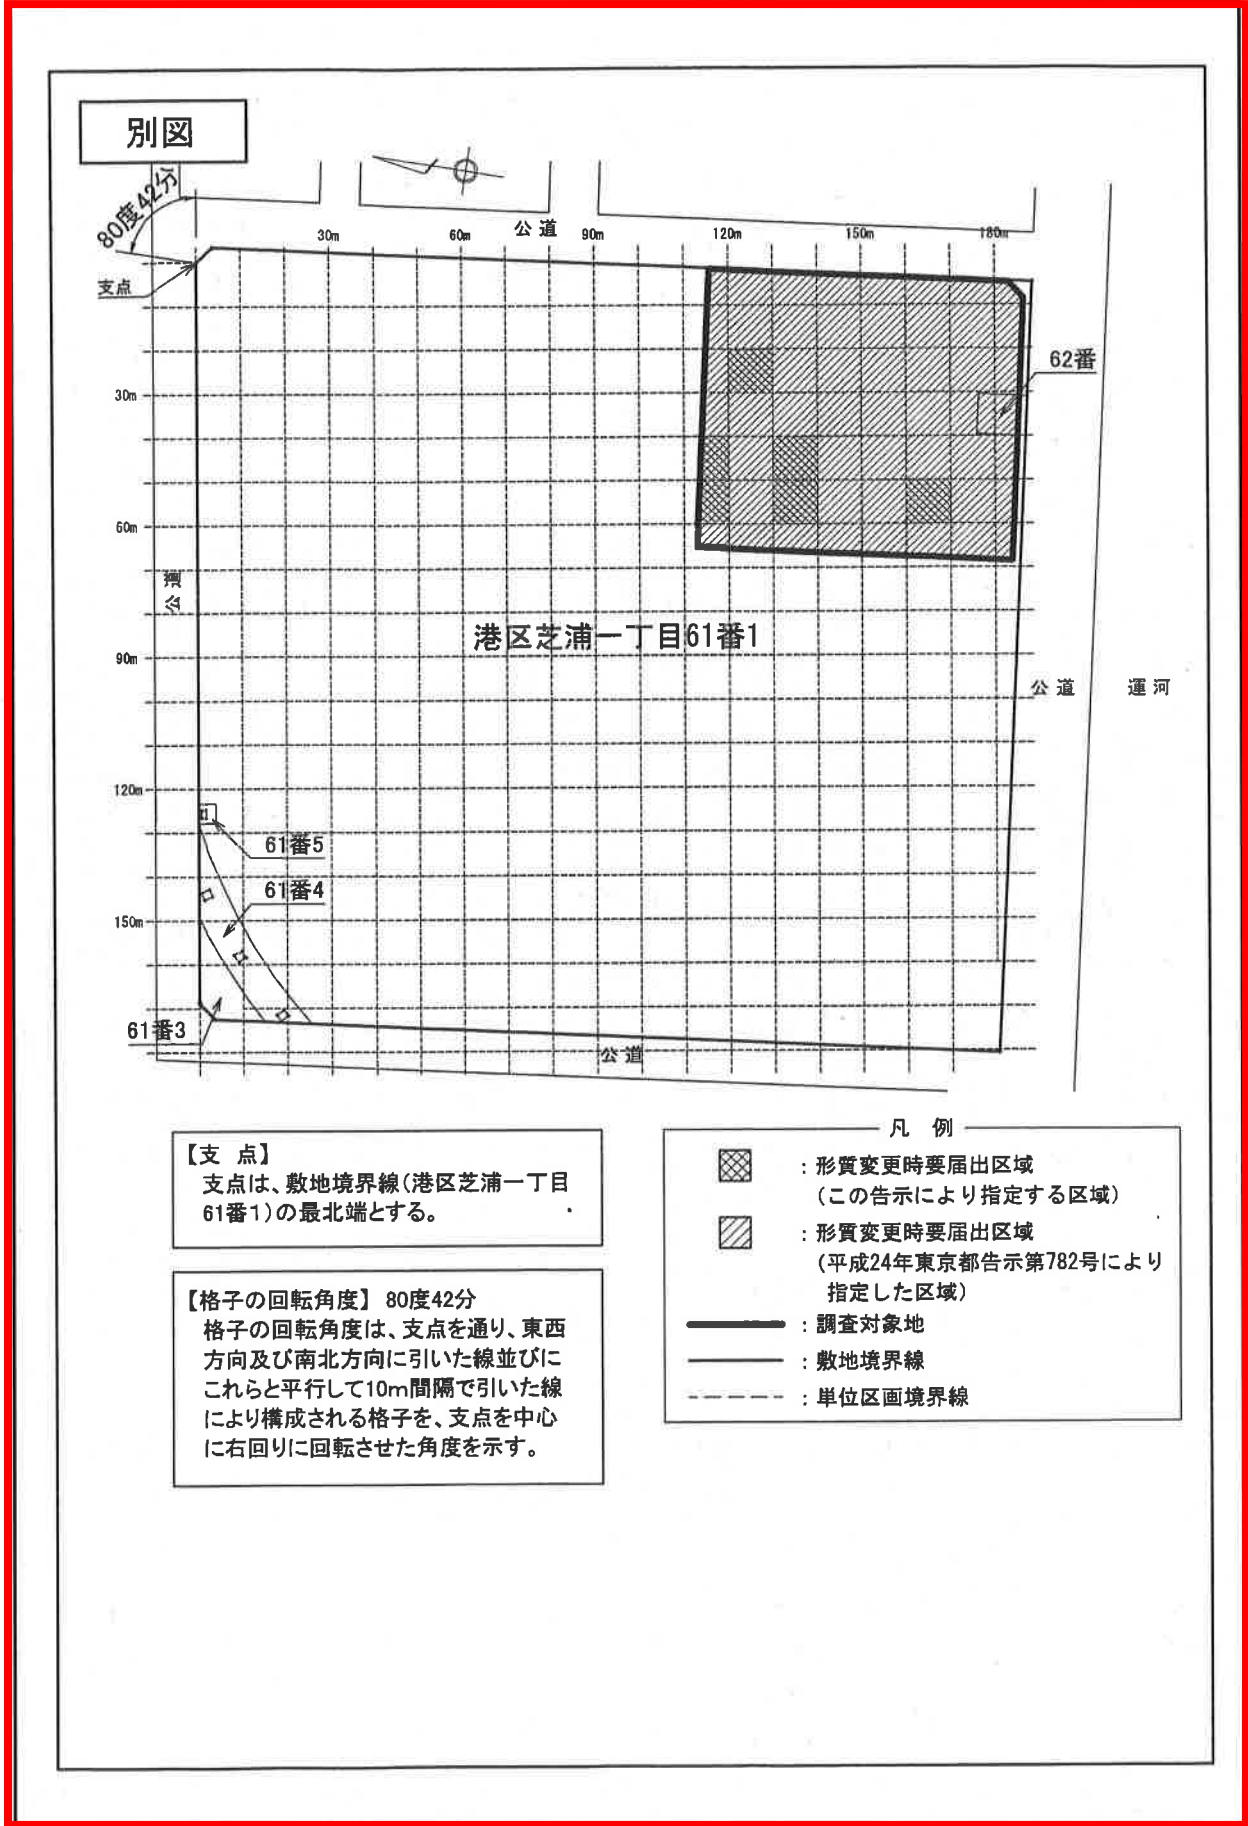 別図
80度42分
公道
30m
60m
90m
120m
150m
180m
支点
62番
30m
60m
公道
港区芝浦一丁目61番1
90m
公道
運河
120m
61番5
61番4
150m
61番3
公道
【支 点】
支点は、敷地境界線(港区芝浦一丁目
61番1)の最北端とする。
【格子の回転角度】 80度42分
格子の回転角度は、支点を通り、東西
方向及び南北方向に引いた線並びに
これらと平行して10m間隔で引いた線
により構成される格子を、支点を中心
に右回りに回転させた角度を示す。
凡 例
：形質変更時要届出区域
(この告示により指定する区域)
：形質変更時要届出区域
(平成24年東京都告示第782号により
指定した区域)
：調査対象地
：敷地境界線
：単位区画境界線